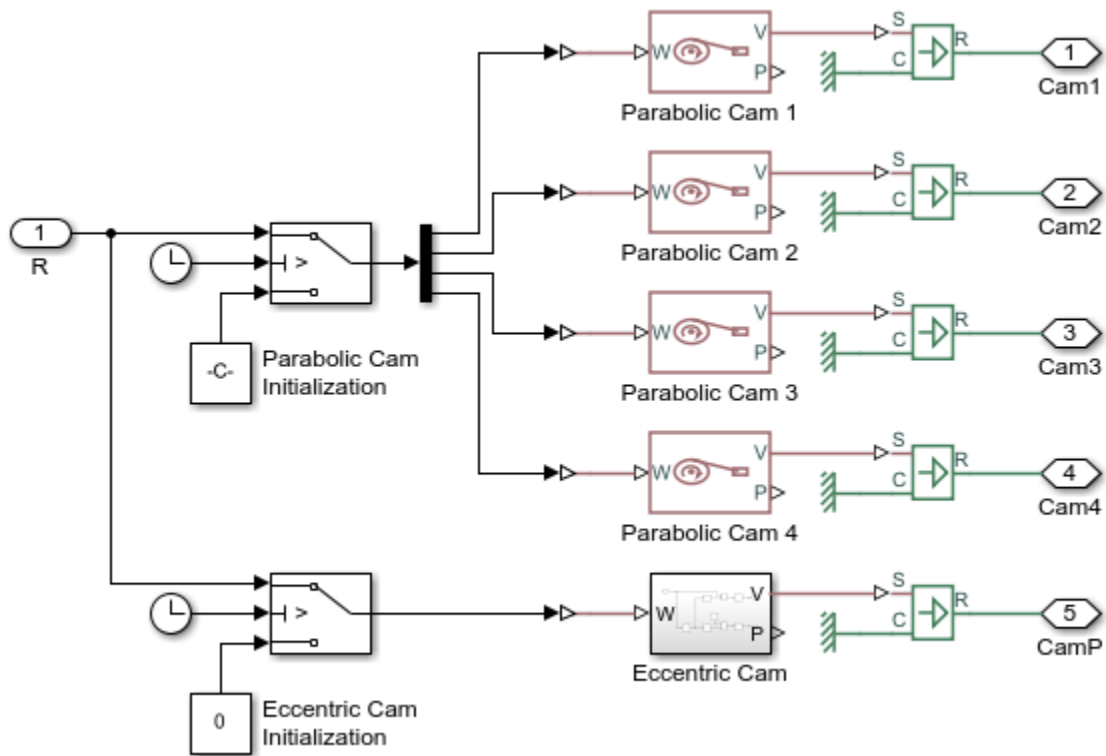 W
V
P
S
C
R
1
Cam1
Parabolic Cam 1
W
V
P
S
C
R
2
Cam2
Parabolic Cam 2
1
R
>
-C-
Parabolic Cam
Initialization
W
V
P
S
C
R
3
Cam3
Parabolic Cam 3
W
V
P
S
C
R
4
Cam4
Parabolic Cam 4
>
0
Eccentric Cam
Initialization
W
V
P
S
C
R
5
CamP
Eccentric Cam